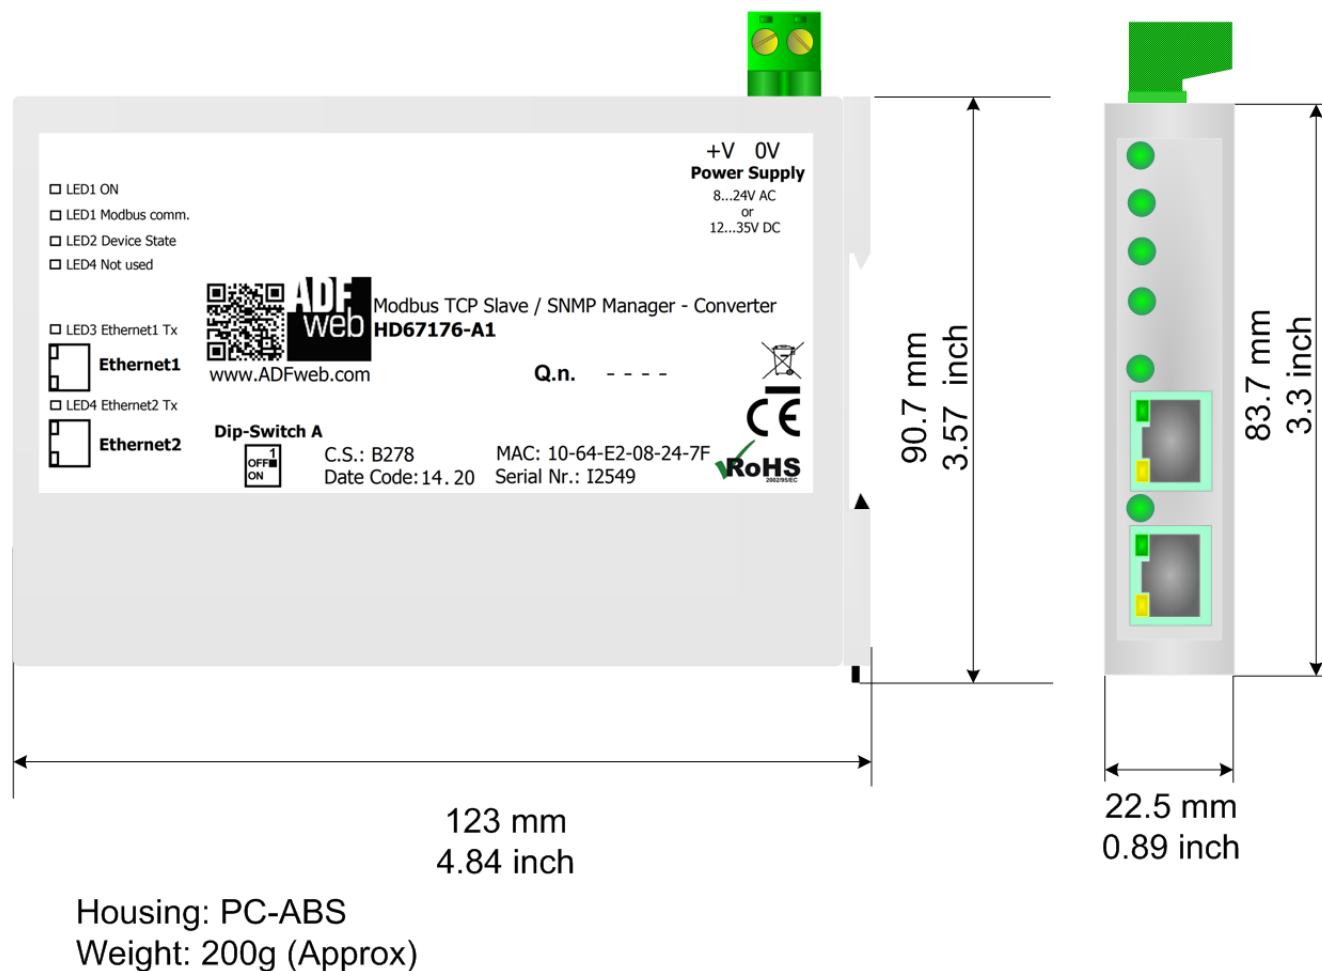 +V 0V
Power Supply
8...24V AC
or
12...35V DC
LED1 ON
LED1 Modbus comm.
LED2 Device State
LED4 Not used
ADF
web
Modbus TCP Slave / SNMP Manager - Converter
HD67176-A1
www.ADFweb.com
Q.n. - - - -
LED3 Ethernet1 Tx
Ethernet1
LED4 Ethernet2 Tx
Ethernet2
Dip-Switch A
1
OFF
ON
C.S.: B278
Date Code: 14. 20
MAC: 10-64-E2-08-24-7F
Serial Nr.: I2549
CE
RoHS
2002/95/EC
90.7 mm
3.57 inch
83.7 mm
3.3 inch
123 mm
4.84 inch
22.5 mm
0.89 inch
Housing: PC-ABS
Weight: 200g (Approx)